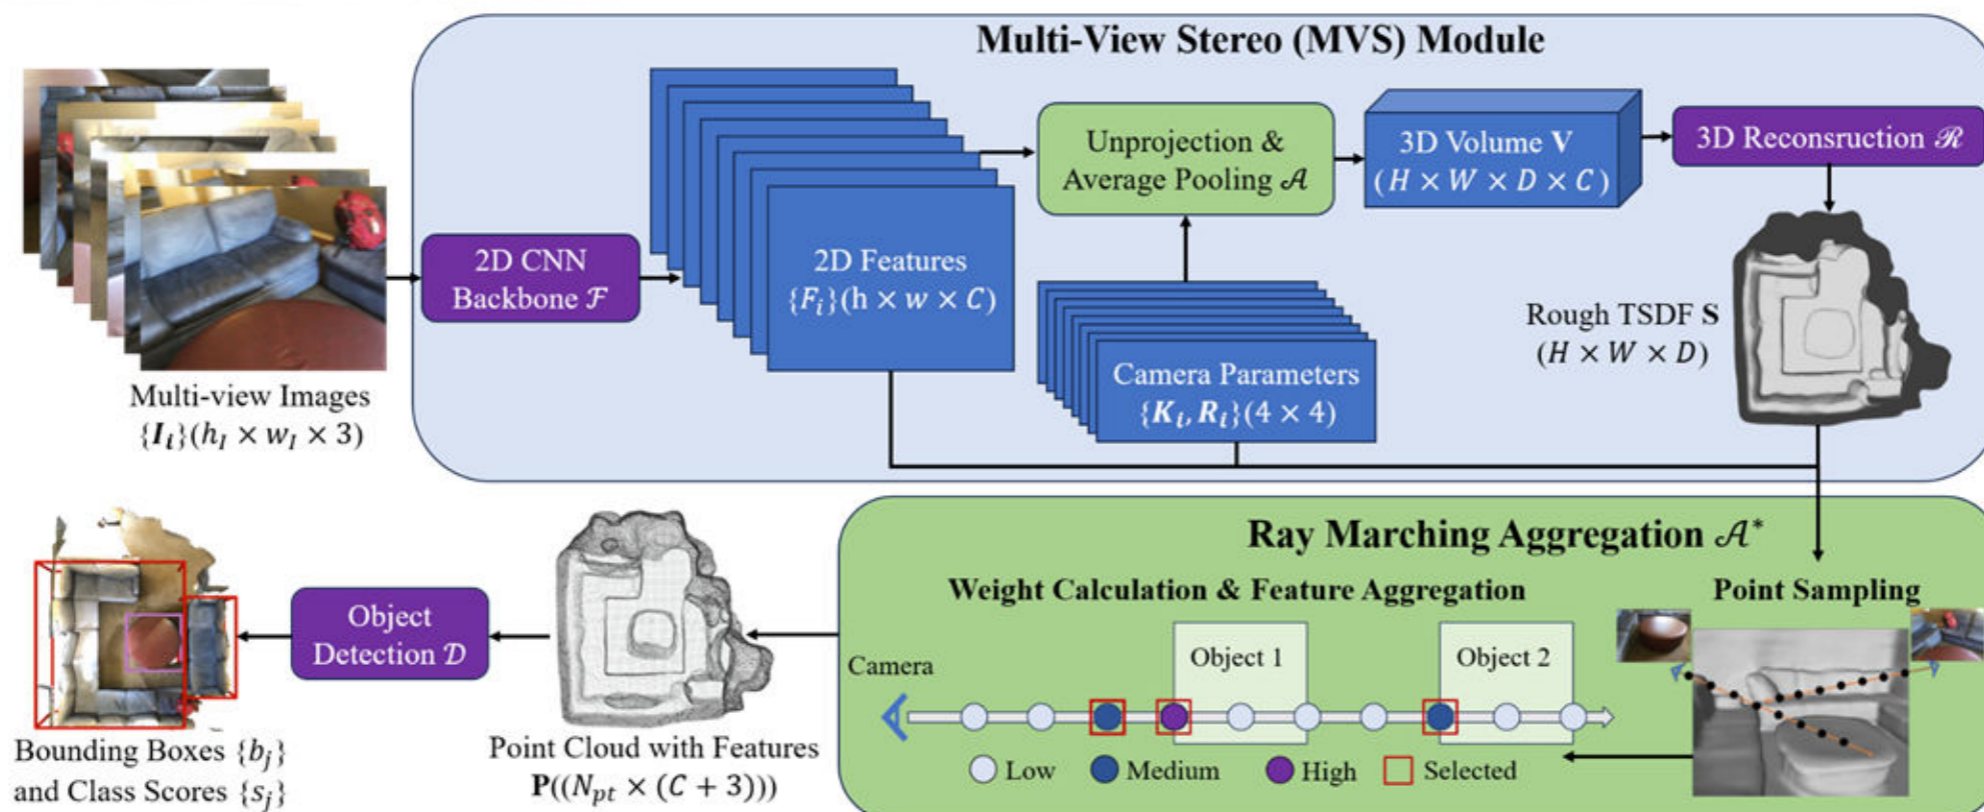 Multi-View Stereo (MVS) Module
Multi-view Images
{I_i}(h_I × w_I × 3)
2D CNN
Backbone ℱ
2D Features
{F_i}(h × w × C)
Unprojection &
Average Pooling 𝒜
Camera Parameters
{K_i, R_i}(4 × 4)
3D Volume V
(H × W × D × C)
3D Reconsruction ℛ
Rough TSDF S
(H × W × D)
Ray Marching Aggregation 𝒜*
Weight Calculation & Feature Aggregation
Point Sampling
Camera
Object 1
Object 2
Low
Medium
High
Selected
Point Cloud with Features
P((N_pt × (C + 3)))
Object
Detection 𝒟
Bounding Boxes {b_j}
and Class Scores {s_j}